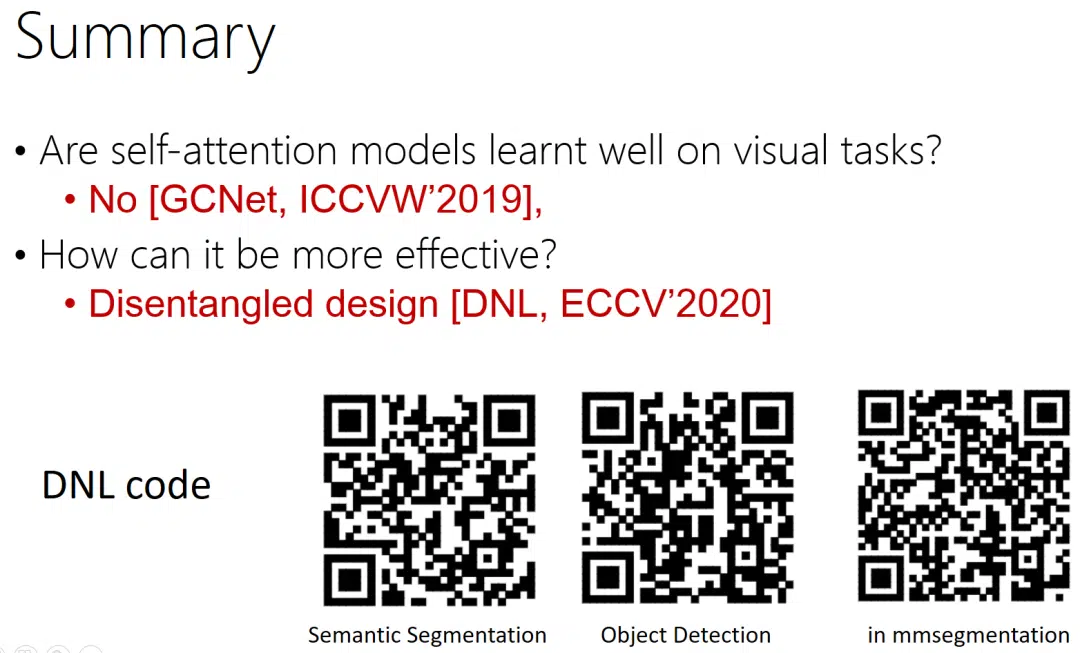 Summary
• Are self-attention models learnt well on visual tasks?
• No [GCNet, ICCVW’2019],
• How can it be more effective?
• Disentangled design [DNL, ECCV’2020]
DNL code
Semantic Segmentation
Object Detection
in mmsegmentation